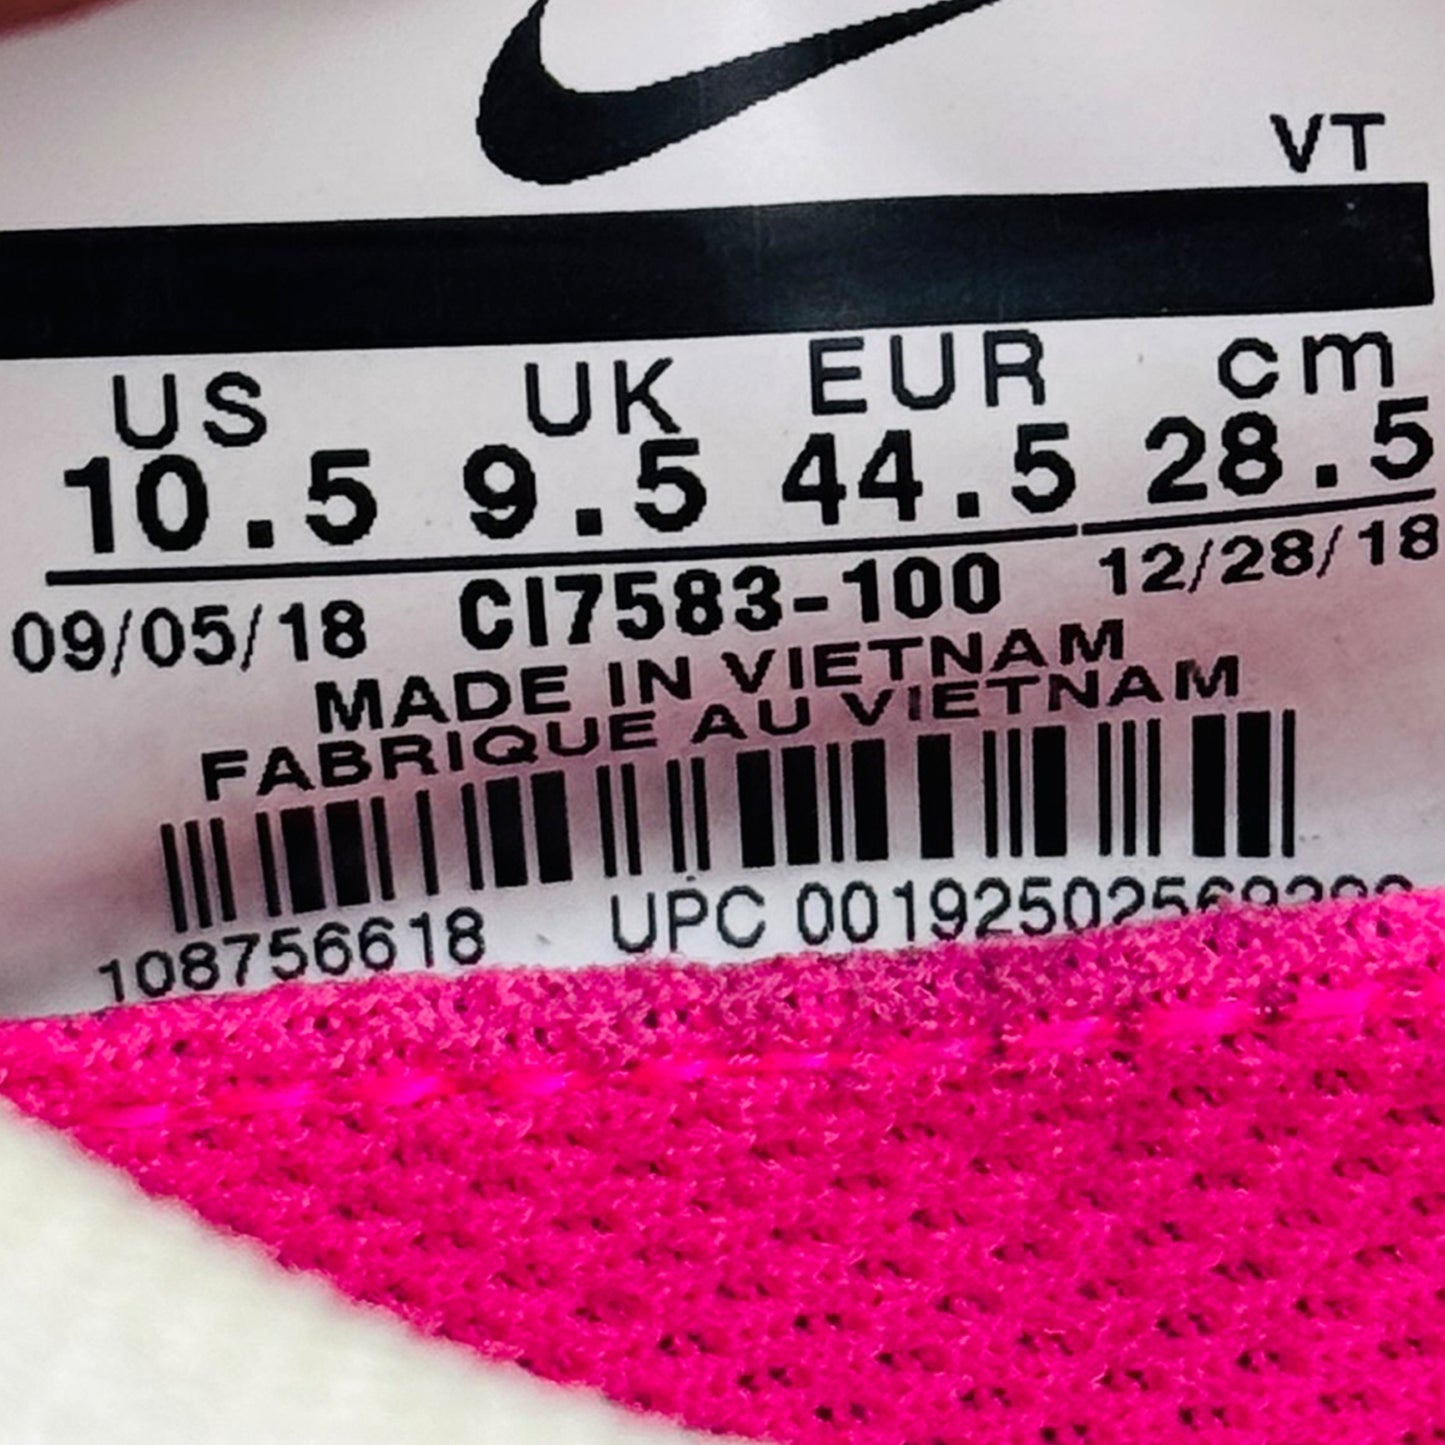 VT
US UK EUR cm
10.5 9.5 44.5 28.5
09/05/18 CI7583-100 12/28/18
MADE IN VIETNAM
FABRIQUE AU VIETNAM
108756618 UPC